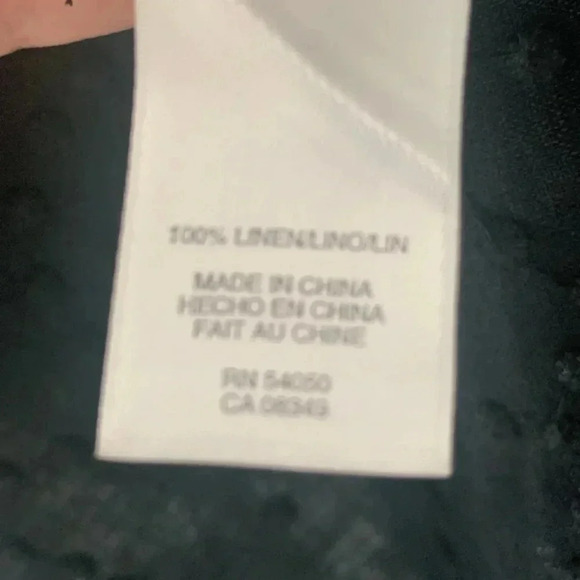 100% LINEN/LINO/LIN
MADE IN CHINA
HECHO EN CHINA
FAIT AU CHINE
RN 54050
CA 08349